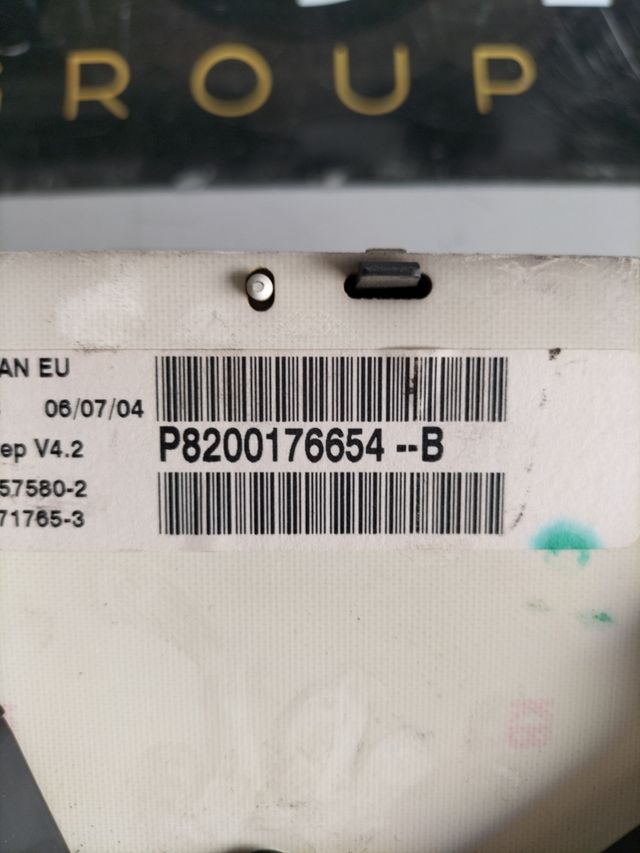 GROUP
AN EU
06/07/04
ep V4.2
P8200176654 --B
57580-2
71765-3